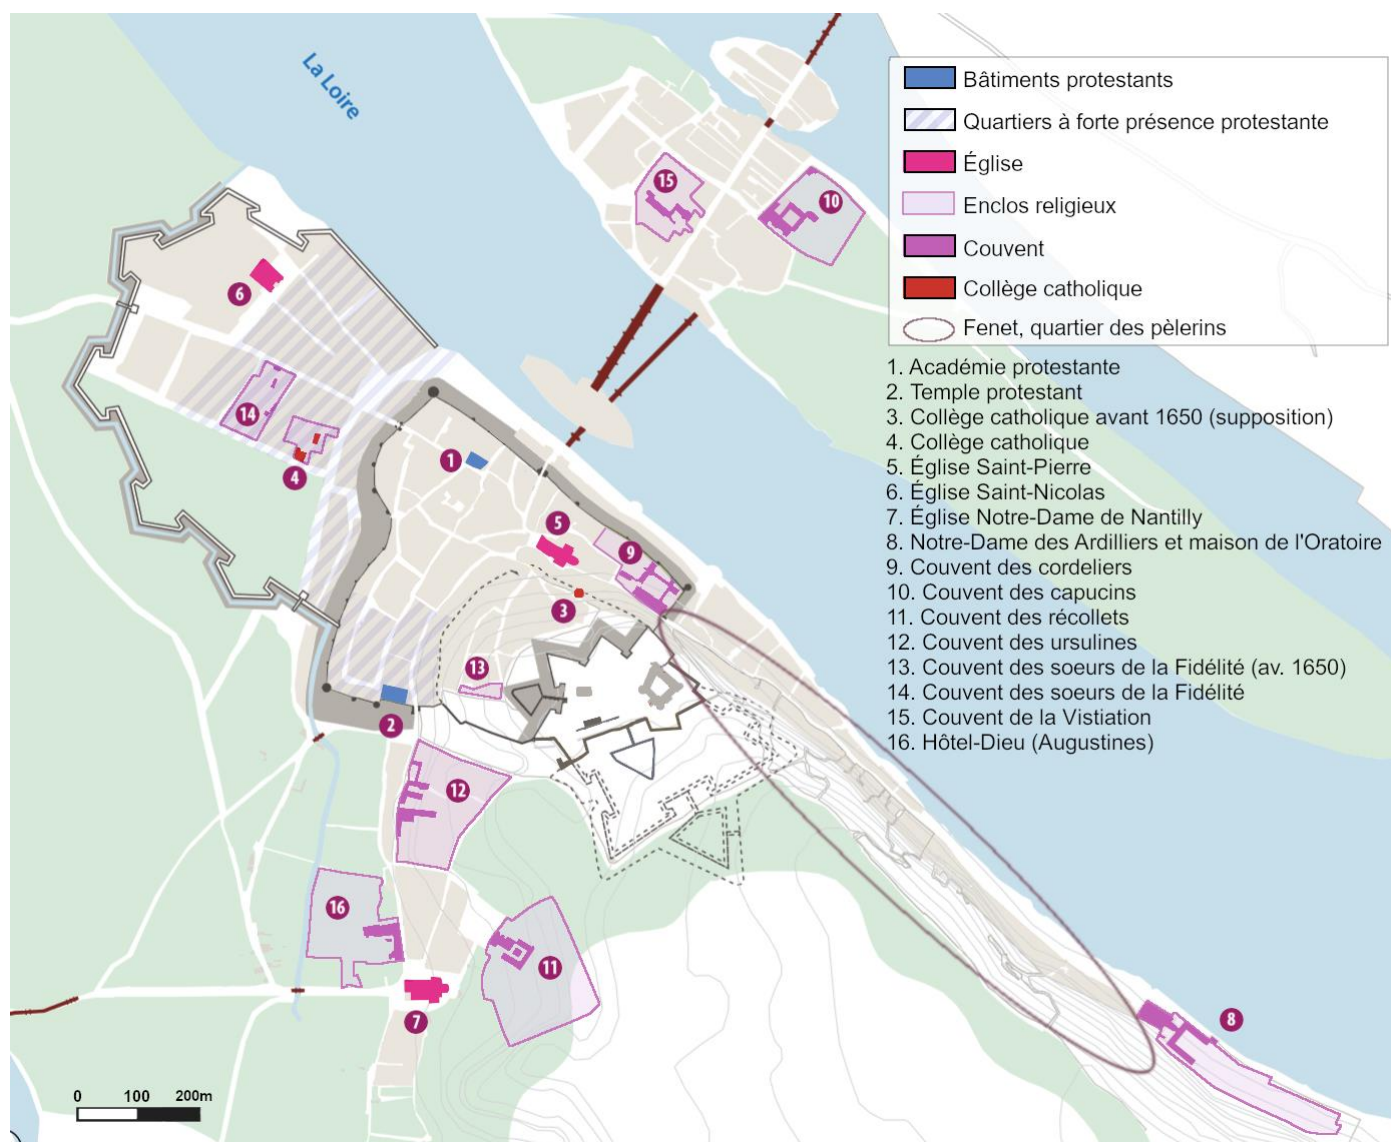 La Loire
Bâtiments protestants
Quartiers à forte présence protestante
Église
Enclos religieux
Couvent
Collège catholique
Fenet, quartier des pèlerins
1. Académie protestante
2. Temple protestant
3. Collège catholique avant 1650 (supposition)
4. Collège catholique
5. Église Saint-Pierre
6. Église Saint-Nicolas
7. Église Notre-Dame de Nantilly
8. Notre-Dame des Ardilliers et maison de l'Oratoire
9. Couvent des cordeliers
10. Couvent des capucins
11. Couvent des récollets
12. Couvent des ursulines
13. Couvent des soeurs de la Fidélité (av. 1650)
14. Couvent des soeurs de la Fidélité
15. Couvent de la Vistiation
16. Hôtel-Dieu (Augustines)
15
10
6
14
4
1
5
9
3
13
2
12
16
11
7
8
0 100 200m